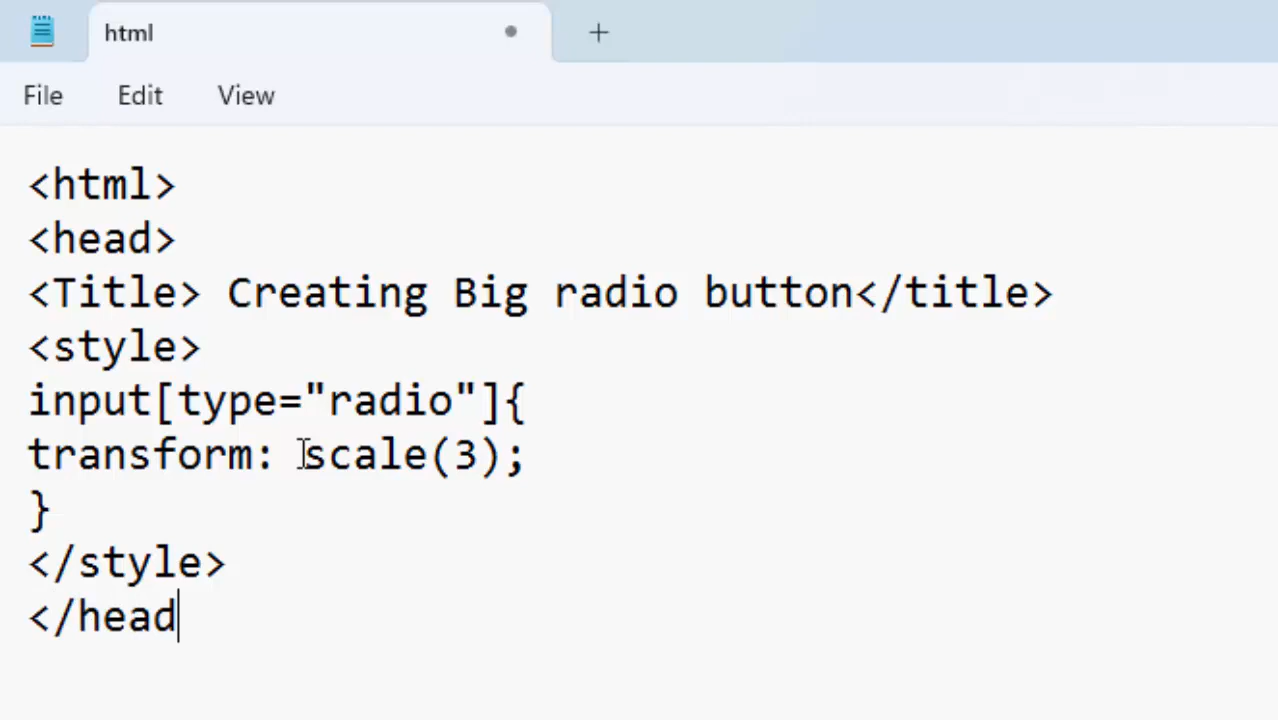 html
File Edit View
<html>
<head>
<Title> Creating Big radio button</title>
<style>
input[type="radio"]{
transform: scale(3);
}
</style>
</head